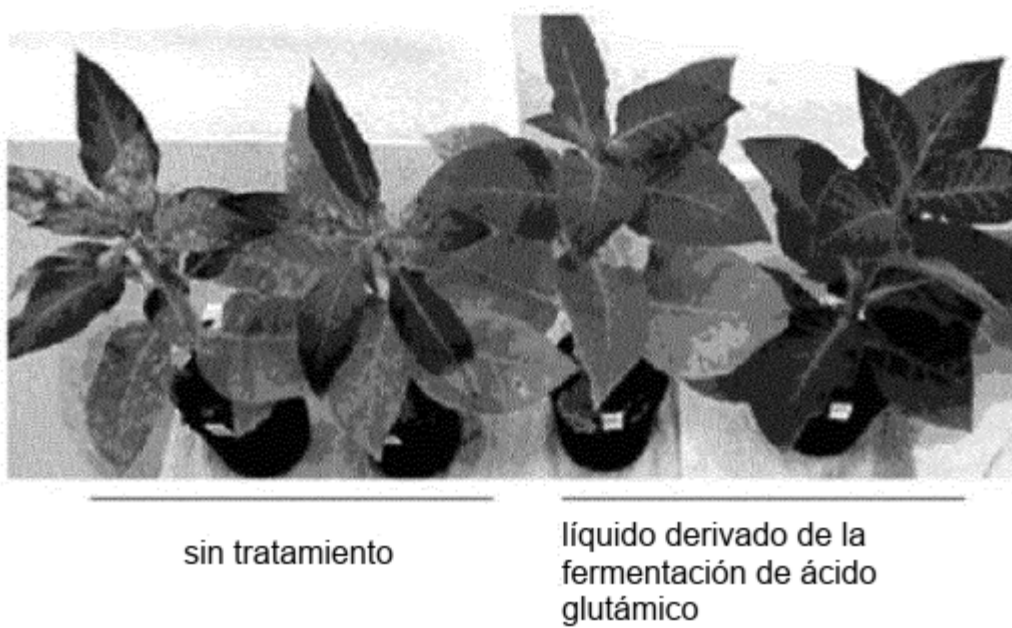 sin tratamiento
líquido derivado de la
fermentación de ácido
glutámico